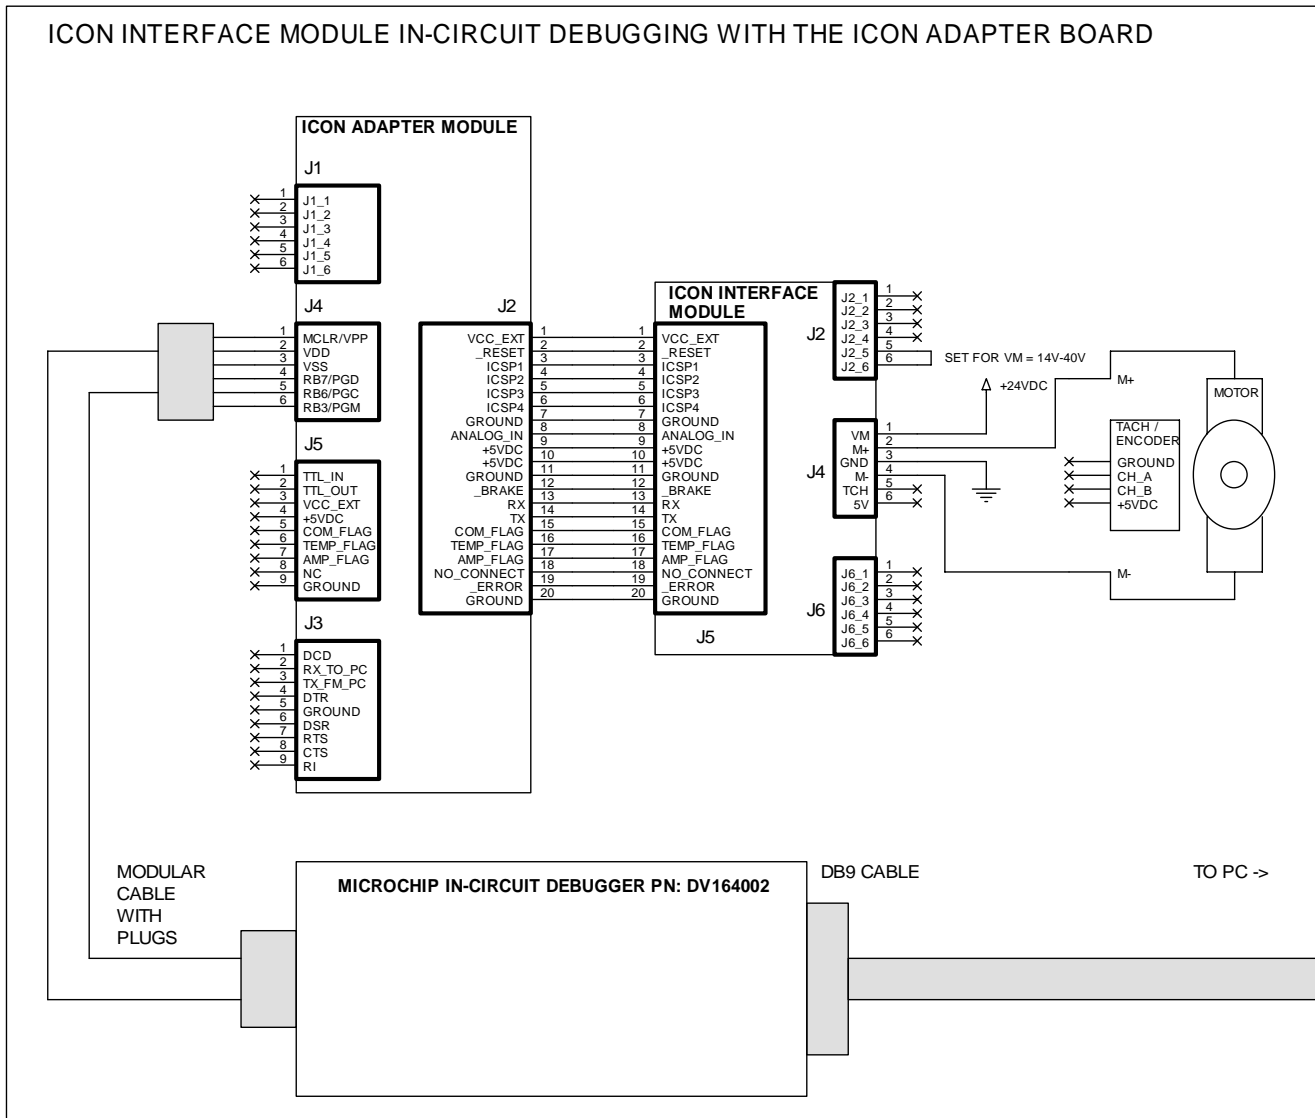 ICON INTERFACE MODULE IN-CIRCUIT DEBUGGING WITH THE ICON ADAPTER BOARD
ICON ADAPTER MODULE
J1
1 J1_1
2 J1_2
3 J1_3
4 J1_4
5 J1_5
6 J1_6
J4
1 MCLR/VPP
2 VDD
3 VSS
4 RB7/PGD
5 RB6/PGC
6 RB3/PGM
J5
1 TTL_IN
2 TTL_OUT
3 VCC_EXT
4 +5VDC
5 COM_FLAG
6 TEMP_FLAG
7 AMP_FLAG
8 NC
9 GROUND
J3
1 DCD
2 RX_TO_PC
3 TX_FM_PC
4 DTR
5 GROUND
6 DSR
7 RTS
8 CTS
9 RI
J2
VCC_EXT 1
_RESET 2
ICSP1 3
ICSP2 4
ICSP3 5
ICSP4 6
GROUND 7
ANALOG_IN 8
+5VDC 9
+5VDC 10
GROUND 11
_BRAKE 12
RX 13
TX 14
COM_FLAG 15
TEMP_FLAG 16
AMP_FLAG 17
NO_CONNECT 18
_ERROR 19
GROUND 20
ICON INTERFACE
MODULE
1 VCC_EXT
2 _RESET
3 ICSP1
4 ICSP2
5 ICSP3
6 ICSP4
7 GROUND
8 ANALOG_IN
9 +5VDC
10 +5VDC
11 GROUND
12 _BRAKE
13 RX
14 TX
15 COM_FLAG
16 TEMP_FLAG
17 AMP_FLAG
18 NO_CONNECT
19 _ERROR
20 GROUND
J5
J2
J2_1 1
J2_2 2
J2_3 3
J2_4 4
J2_5 5
J2_6 6
SET FOR VM = 14V-40V
+24VDC
J4
VM 1
M+ 2
GND 3
M- 4
TCH 5
5V 6
J6
J6_1 1
J6_2 2
J6_3 3
J6_4 4
J6_5 5
J6_6 6
M+
MOTOR
TACH /
ENCODER
GROUND
CH_A
CH_B
+5VDC
M-
MODULAR
CABLE
WITH
PLUGS
MICROCHIP IN-CIRCUIT DEBUGGER PN: DV164002
DB9 CABLE
TO PC ->